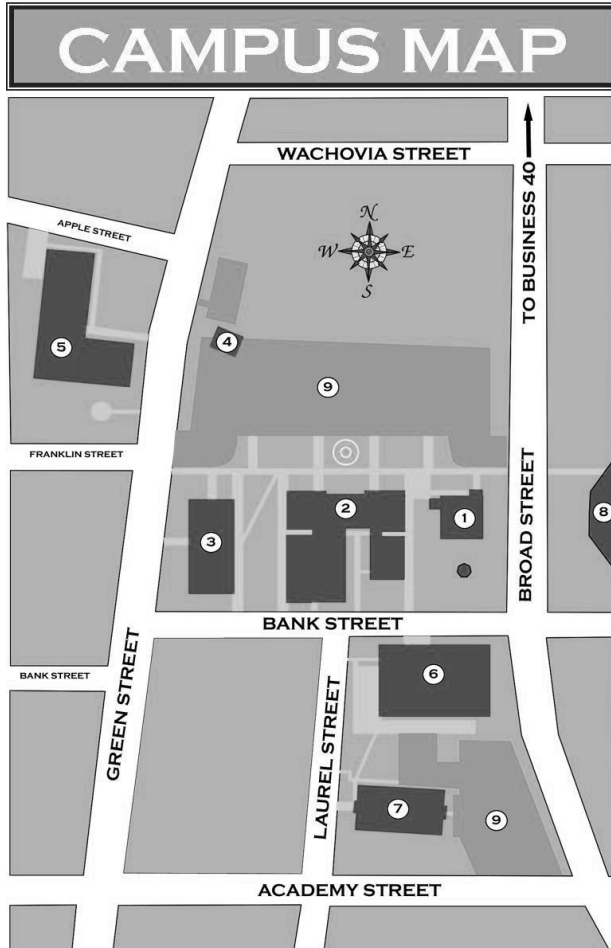 CAMPUS MAP
WACHOVIA STREET
TO BUSINESS 40
APPLE STREET
N
W
E
S
4
5
9
FRANKLIN STREET
BROAD STREET
2
1
8
3
BANK STREET
BANK STREET
GREEN STREET
LAUREL STREET
6
7
9
ACADEMY STREET